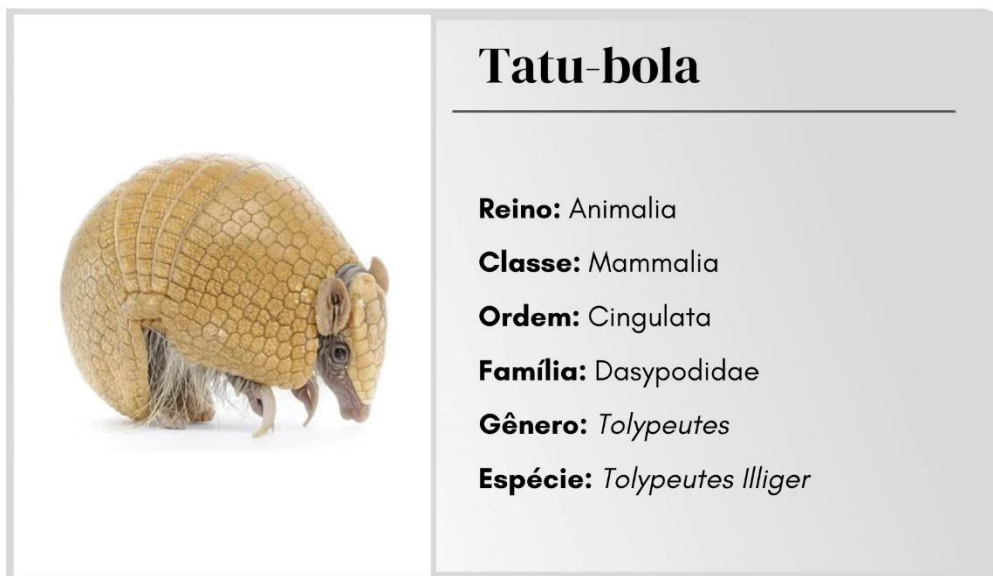 Tatu-bola
Reino: Animalia
Classe: Mammalia
Ordem: Cingulata
Família: Dasypodidae
Gênero: Tolypeutes
Espécie: Tolypeutes Illiger